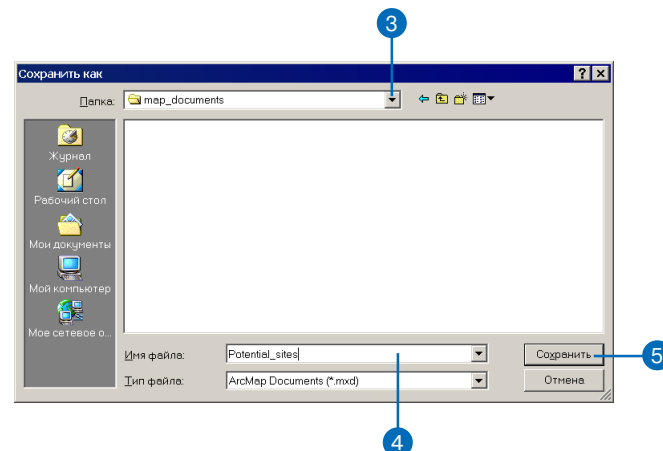 3
Сохранить как
Папка: map_documents
Журнал
Рабочий стол
Мои документы
Мой компьютер
Мое сетевое о...
Имя файла: Potential_sites
Сохранить 5
Тип файла: ArcMap Documents (*.mxd)
Отмена
4